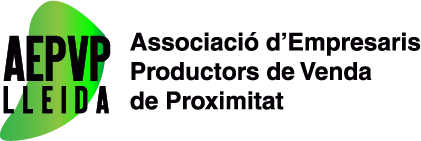 AEPVP
LLEIDA
Associació d'Empresaris
Productors de Venda
de Proximitat